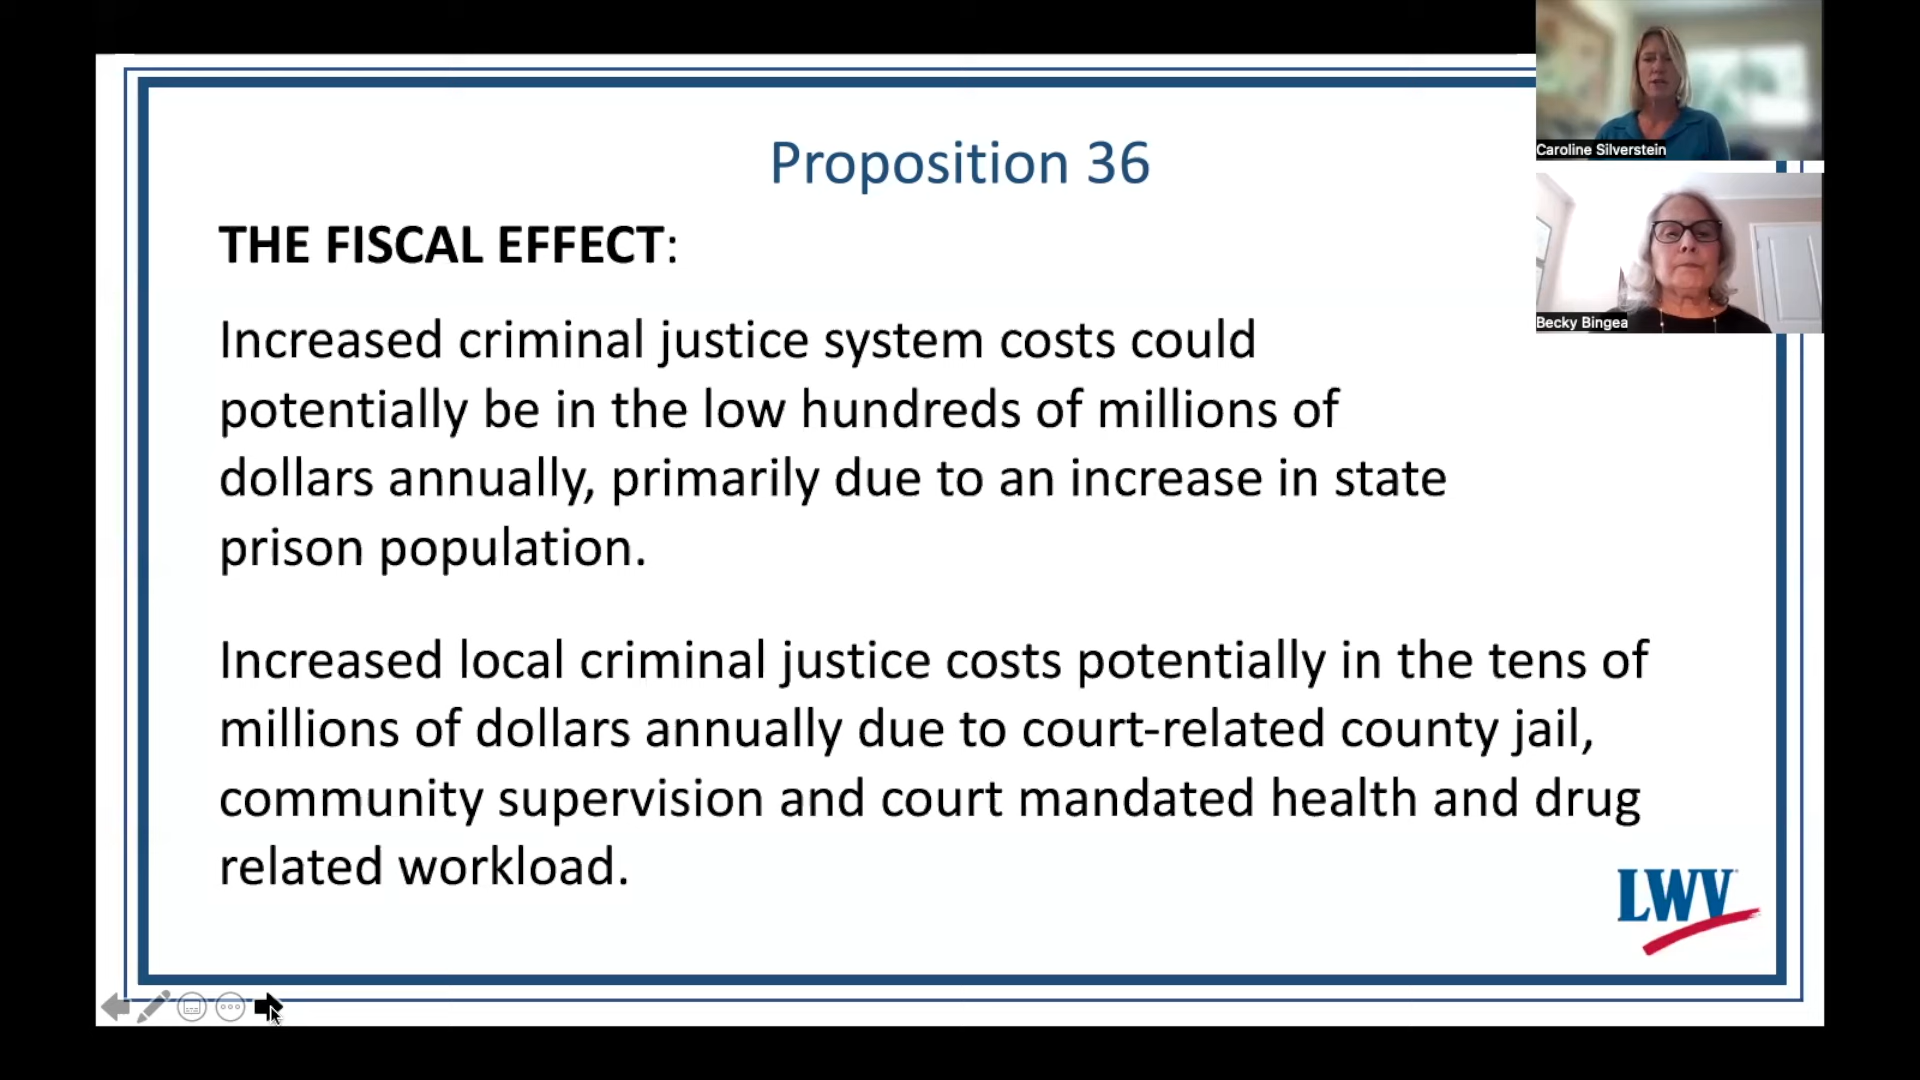 Proposition 36
THE FISCAL EFFECT:
Increased criminal justice system costs could
potentially be in the low hundreds of millions of
dollars annually, primarily due to an increase in state
prison population.
Increased local criminal justice costs potentially in the tens of
millions of dollars annually due to court-related county jail,
community supervision and court mandated health and drug
related workload.
LWV
Caroline Silverstein
Becky Bingea